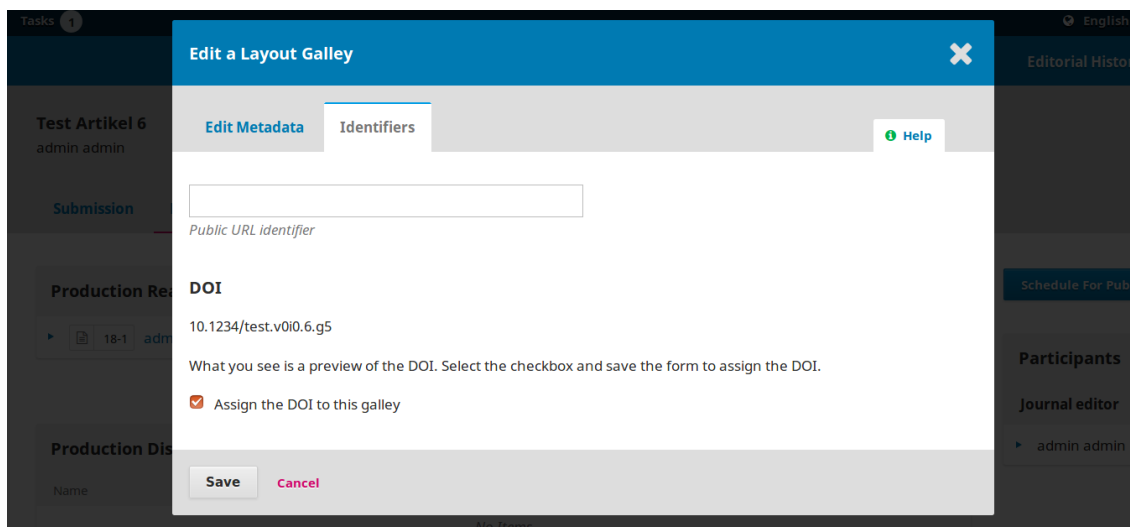 Tasks 1
English
Edit a Layout Galley
Editorial Histo
Test Artikel 6
admin admin
Edit Metadata
Identifiers
Help
Submission
Public URL identifier
Production Rea
DOI
Schedule For Pub
10.1234/test.v0i0.6.g5
18-1 adm
What you see is a preview of the DOI. Select the checkbox and save the form to assign the DOI.
Participants
Assign the DOI to this galley
Journal editor
Production Dis
admin admin
Save
Cancel
Name
No Items